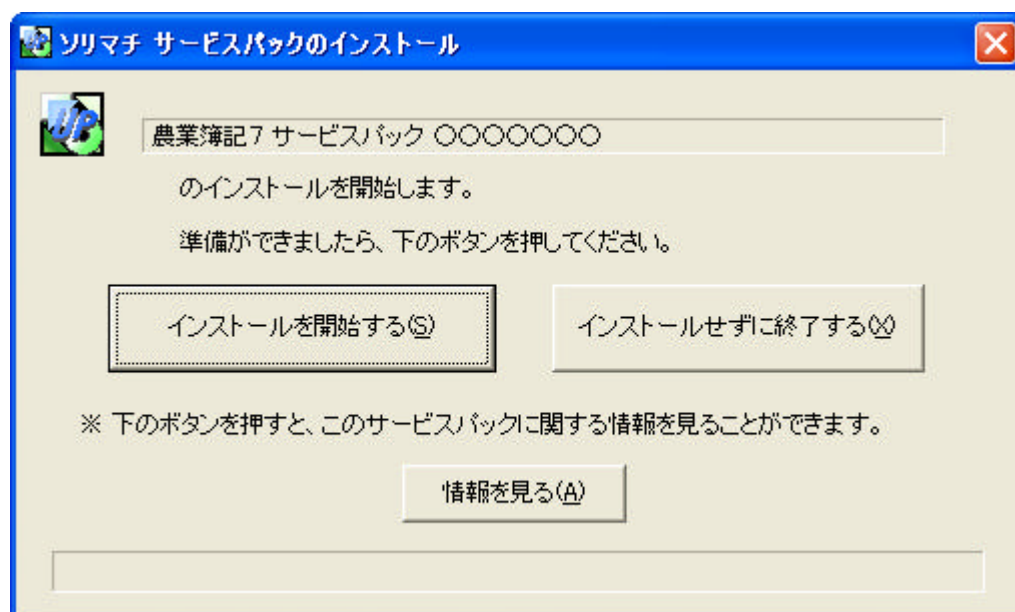 ソリマチ サービスパックのインストール
UP
農業簿記7 サービスパック 〇〇〇〇〇〇〇
のインストールを開始します。
準備ができましたら、下のボタンを押してください。
インストールを開始する(S)
インストールせずに終了する(X)
※ 下のボタンを押すと、このサービスパックに関する情報を見ることができます。
情報を見る(A)